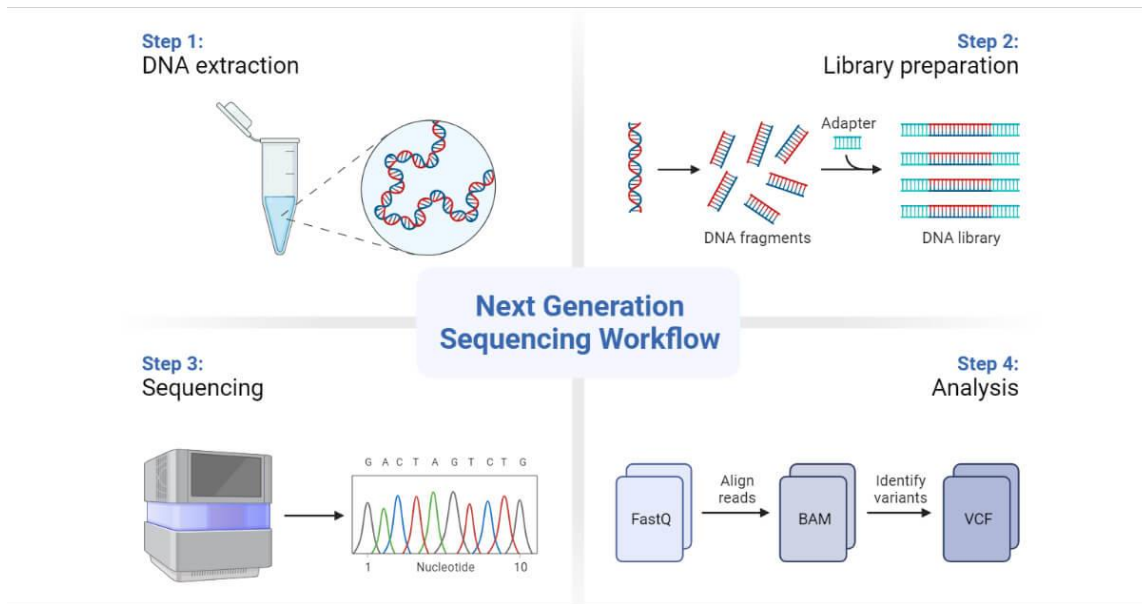 Step 1:
DNA extraction
Step 2:
Library preparation
Adapter
DNA fragments
DNA library
Next Generation
Sequencing Workflow
Step 3:
Sequencing
G A C T A G T C T G
1 Nucleotide 10
Step 4:
Analysis
FastQ
Align
reads
BAM
Identify
variants
VCF